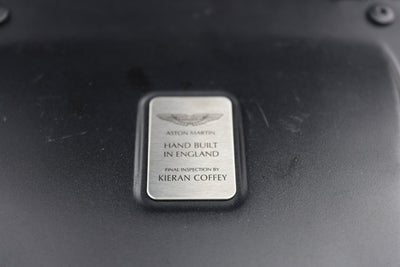 ASTON MARTIN
HAND BUILT
IN ENGLAND
FINAL INSPECTION BY
KIERAN COFFEY